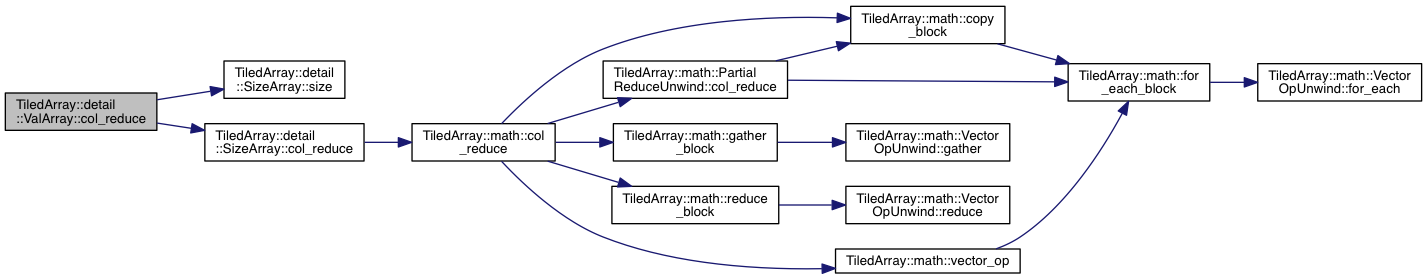 TiledArray::detail
::ValArray::col_reduce
TiledArray::detail
::SizeArray::size
TiledArray::detail
::SizeArray::col_reduce
TiledArray::math::col
_reduce
TiledArray::math::copy
_block
TiledArray::math::Partial
ReduceUnwind::col_reduce
TiledArray::math::gather
_block
TiledArray::math::reduce
_block
TiledArray::math::vector_op
TiledArray::math::Vector
OpUnwind::gather
TiledArray::math::Vector
OpUnwind::reduce
TiledArray::math::for
_each_block
TiledArray::math::Vector
OpUnwind::for_each